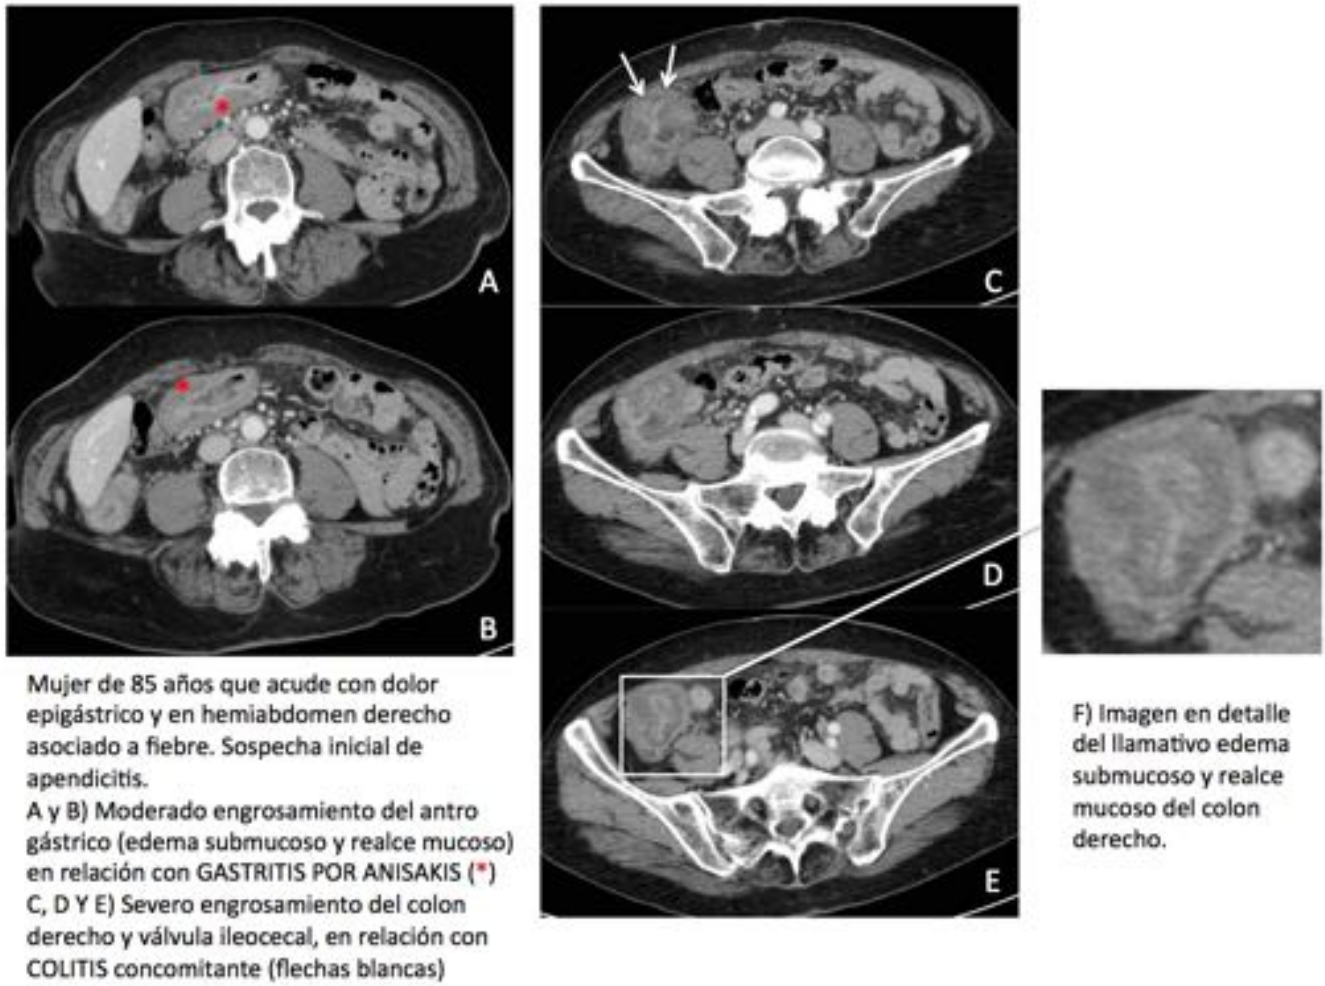 A
B
C
D
E
Mujer de 85 años que acude con dolor
epigástrico y en hemiabdomen derecho
asociado a fiebre. Sospecha inicial de
apendicitis.
A y B) Moderado engrosamiento del antro
gástrico (edema submucoso y realce mucoso)
en relación con GASTRITIS POR ANISAKIS (*)
C, D Y E) Severo engrosamiento del colon
derecho y válvula ileocecal, en relación con
COLITIS concomitante (flechas blancas)
F) Imagen en detalle
del llamativo edema
submucoso y realce
mucoso del colon
derecho.